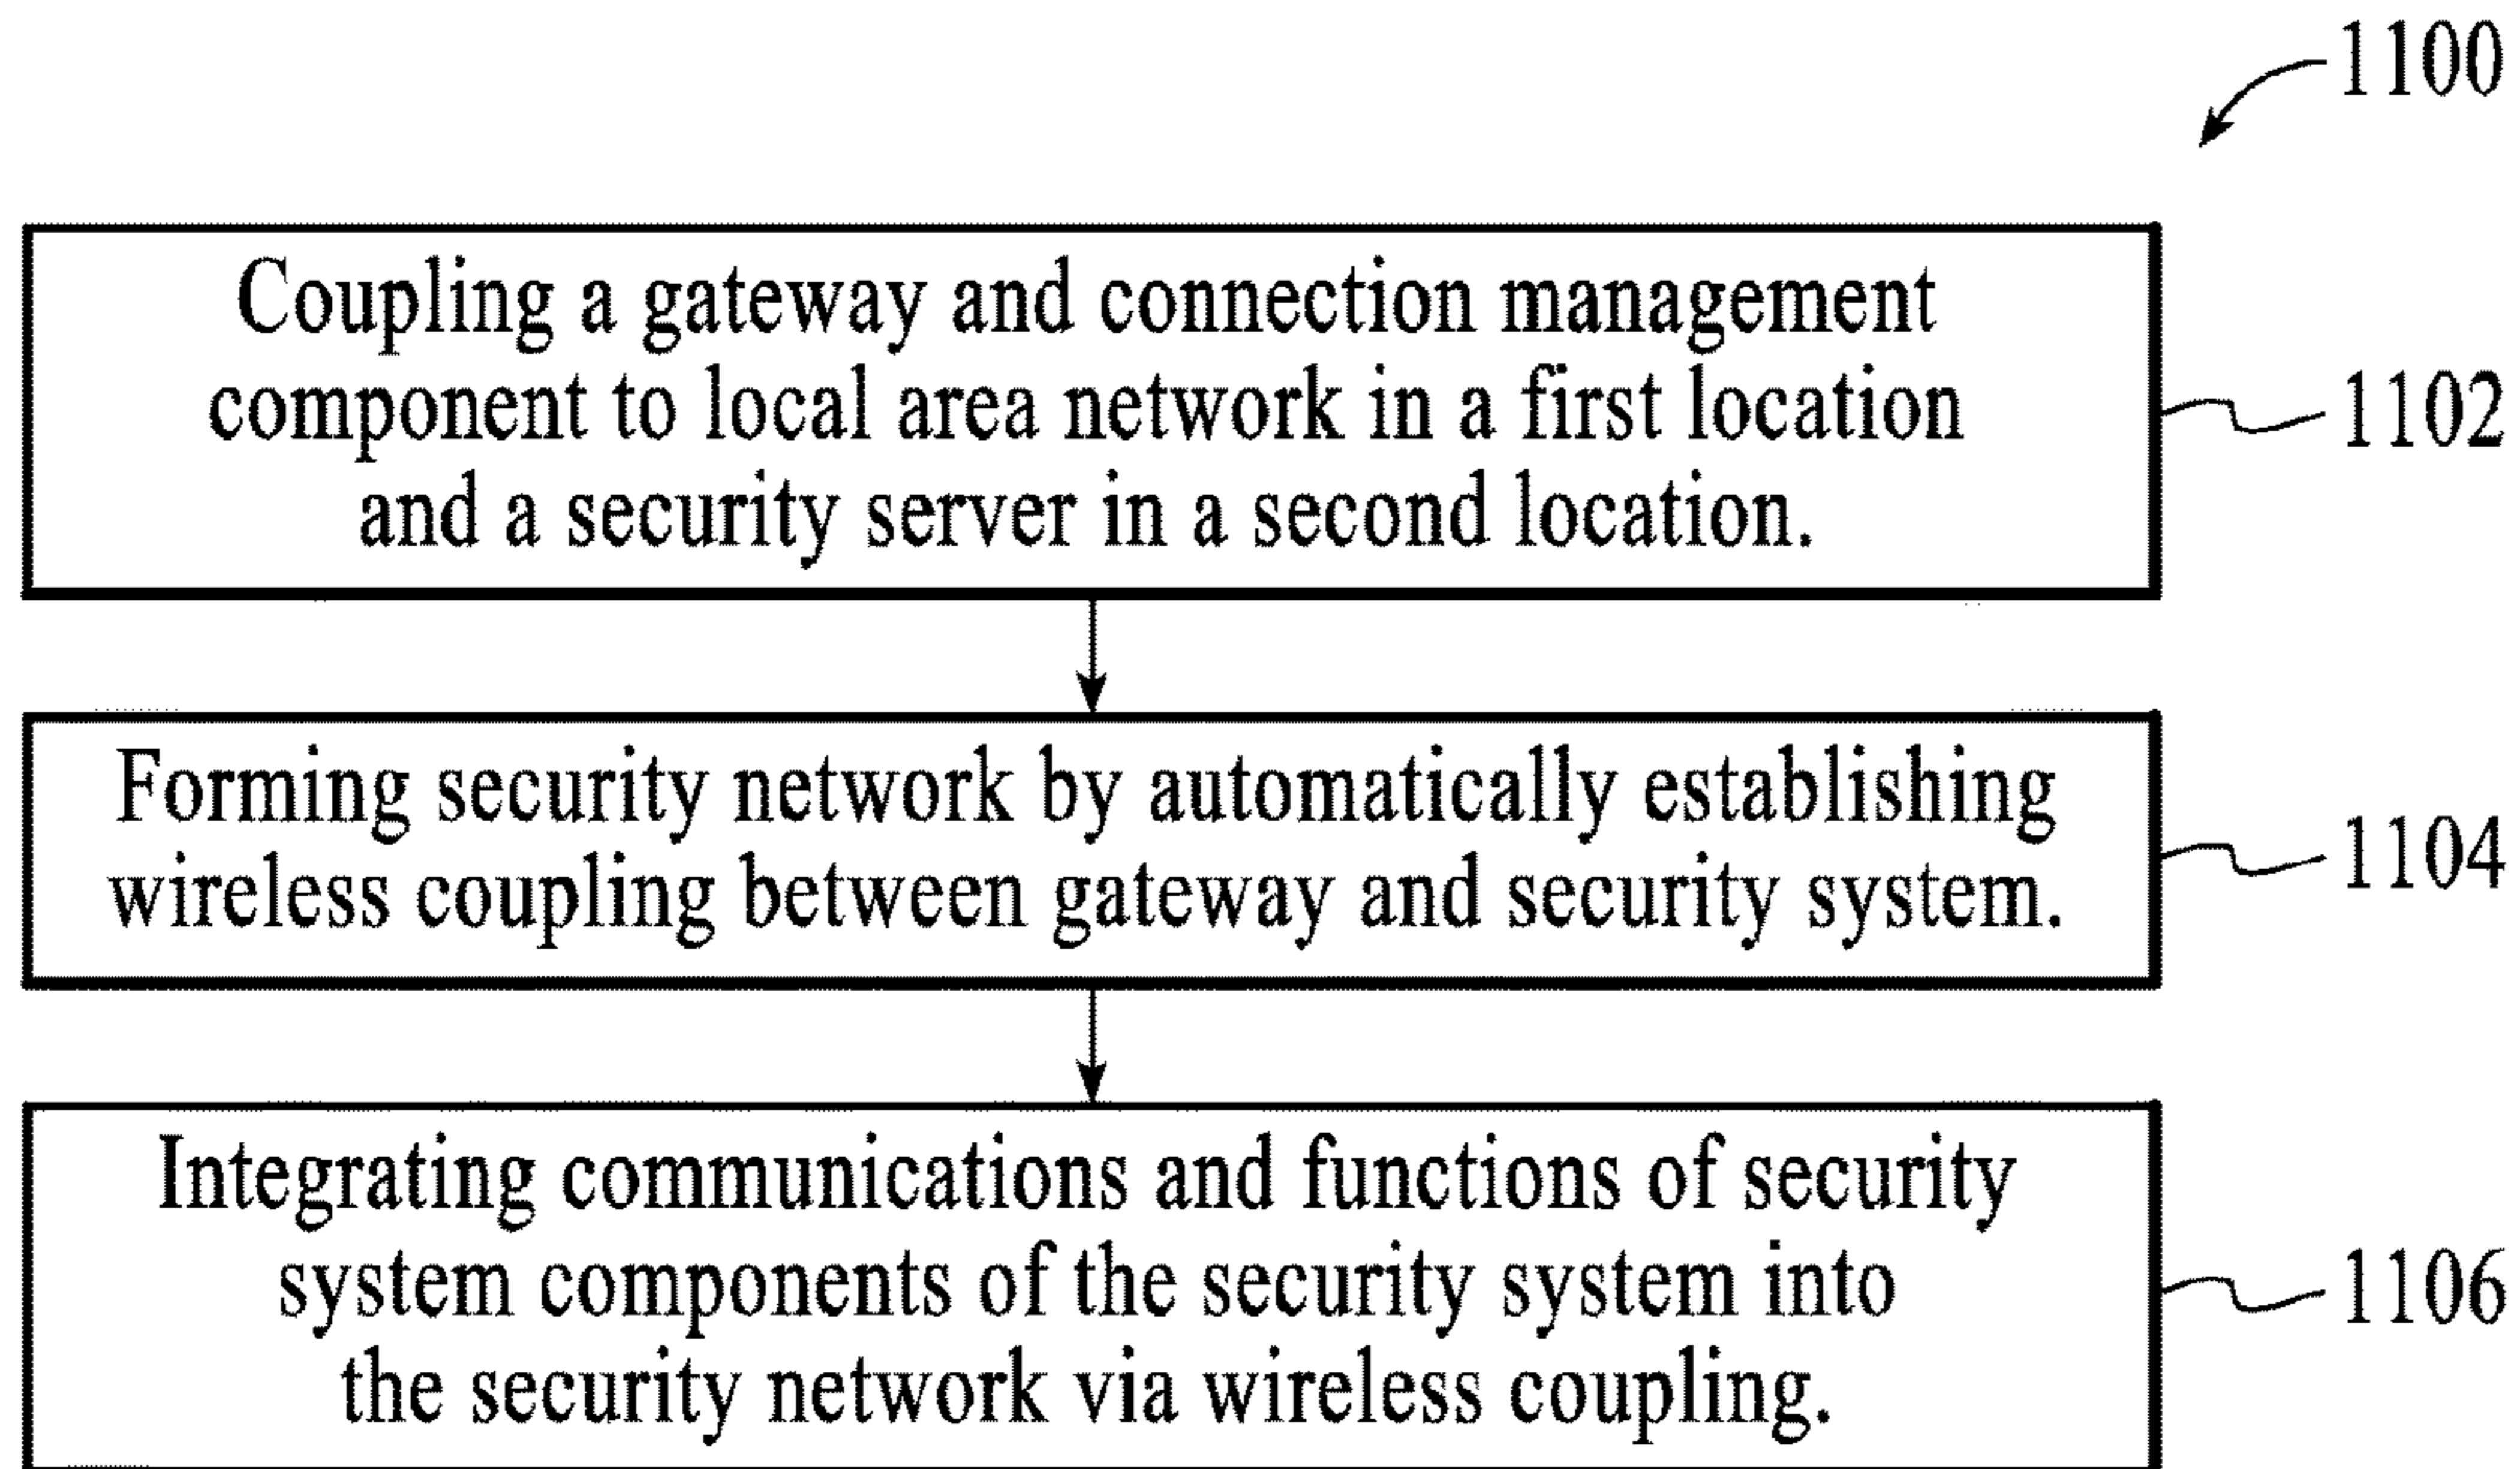 1100
Coupling a gateway and connection management
component to local area network in a first location
and a security server in a second location.
1102
Forming security network by automatically establishing
wireless coupling between gateway and security system.
1104
Integrating communications and functions of security
system components of the security system into
the security network via wireless coupling.
1106